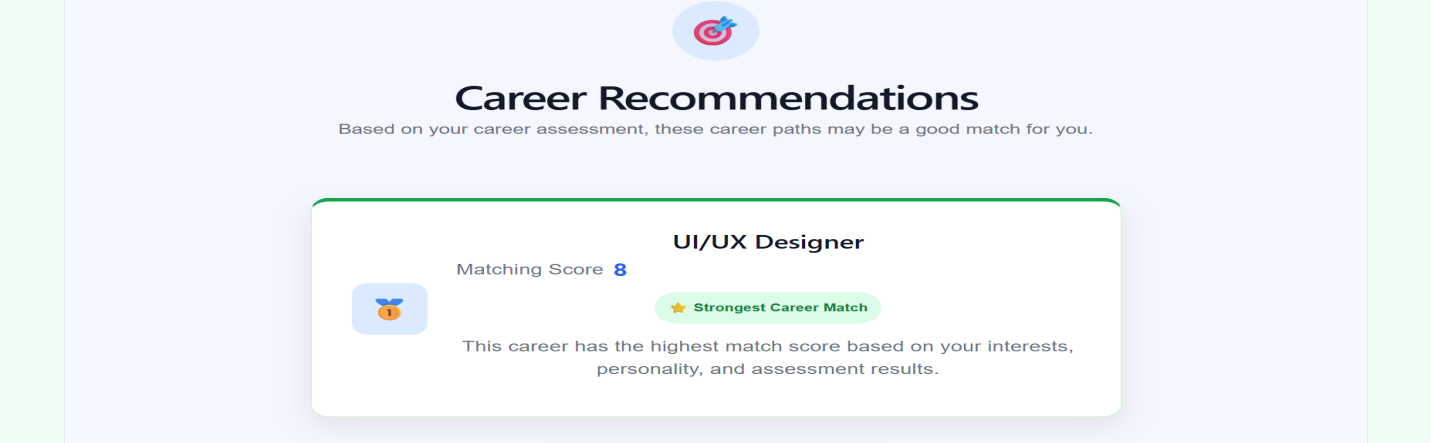 Career Recommendations
Based on your career assessment, these career paths may be a good match for you.
UI/UX Designer
Matching Score 8
1
Strongest Career Match
This career has the highest match score based on your interests,
personality, and assessment results.